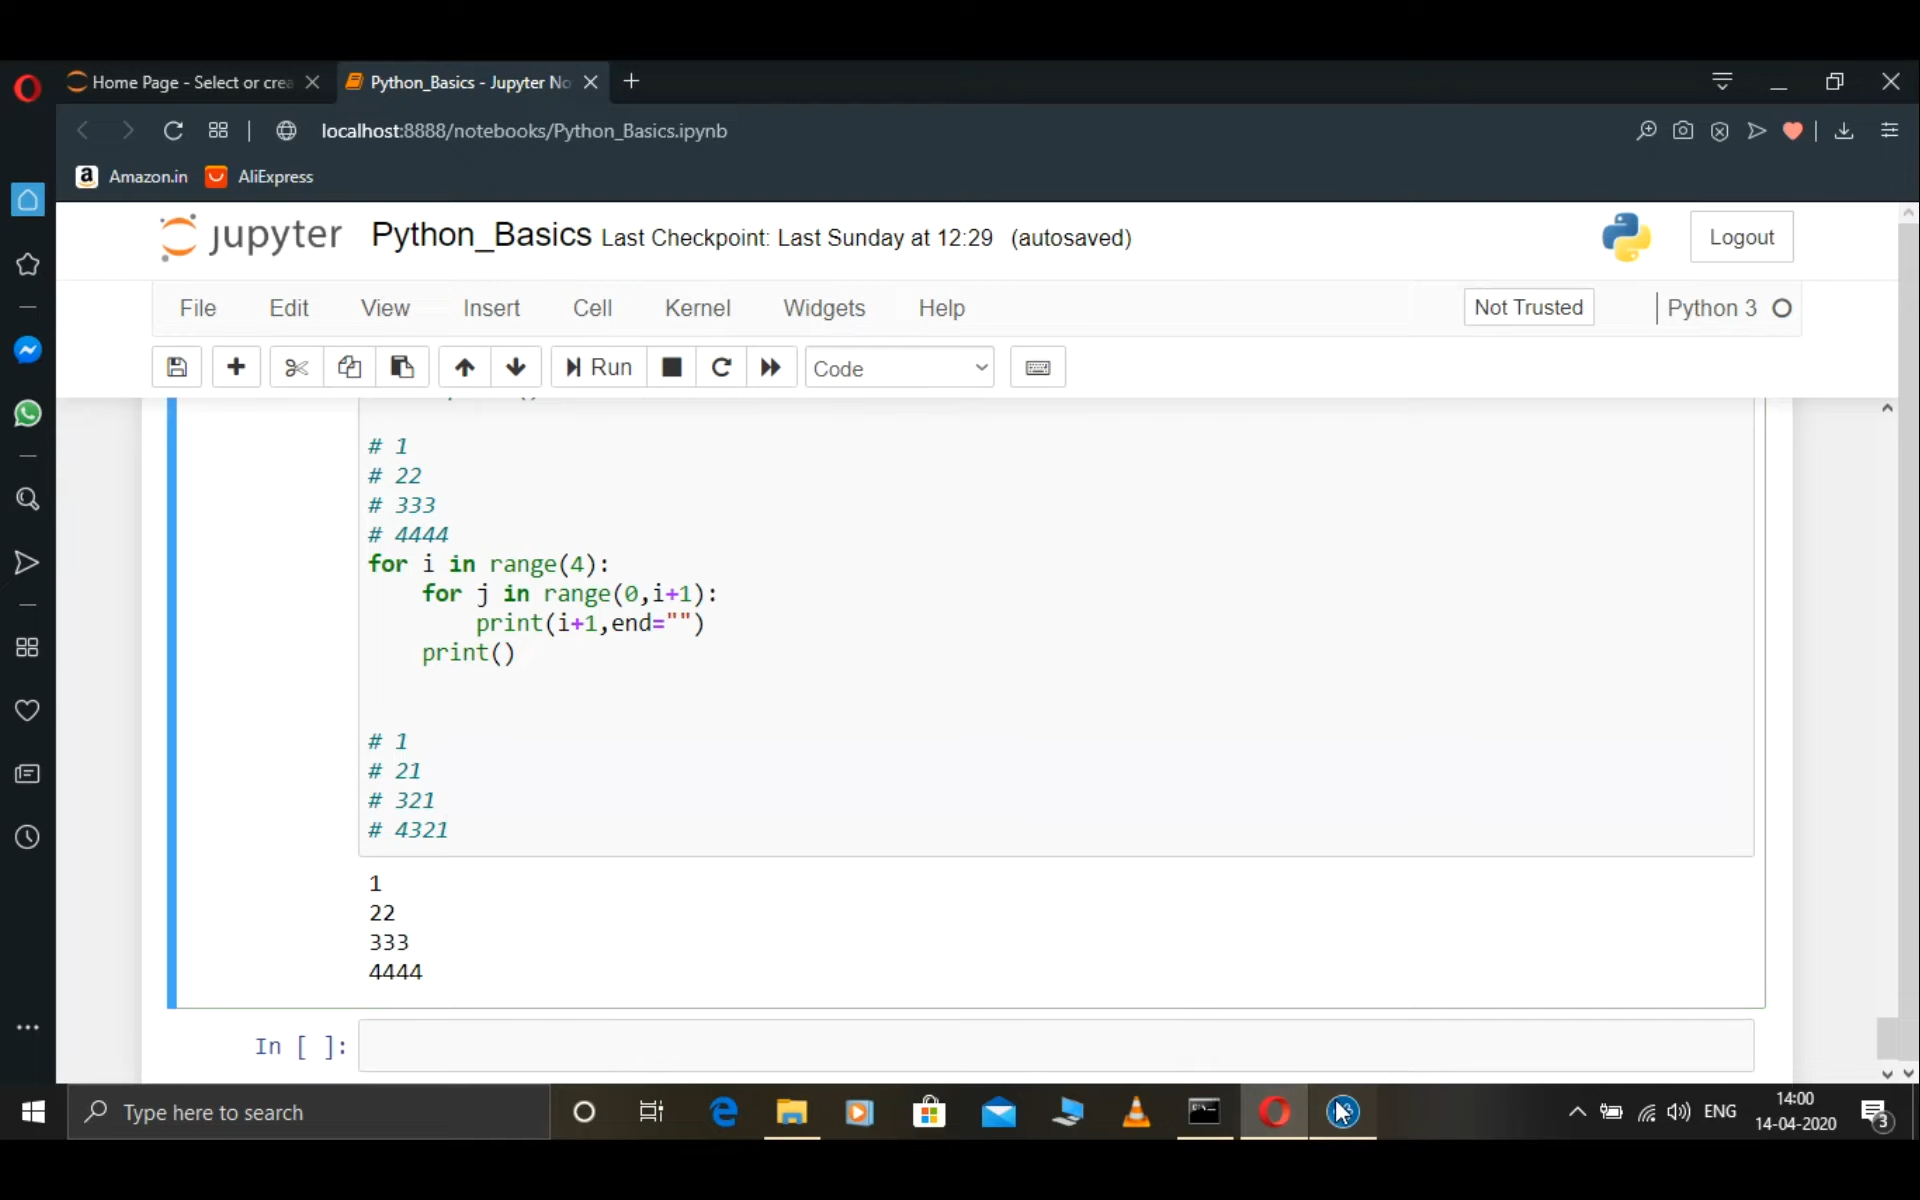 Home Page - Select or crea
Python_Basics - Jupyter No
localhost:8888/notebooks/Python_Basics.ipynb
Amazon.in
AliExpress
jupyter Python_Basics Last Checkpoint: Last Sunday at 12:29 (autosaved)
Logout
File Edit View Insert Cell Kernel Widgets Help
Not Trusted
Python 3
Run
Code
# 1
# 22
# 333
# 4444
for i in range(4):
    for j in range(0,i+1):
        print(i+1,end="")
    print()
# 1
# 21
# 321
# 4321
1
22
333
4444
In [ ]:
Type here to search
ENG
14:00
14-04-2020
3